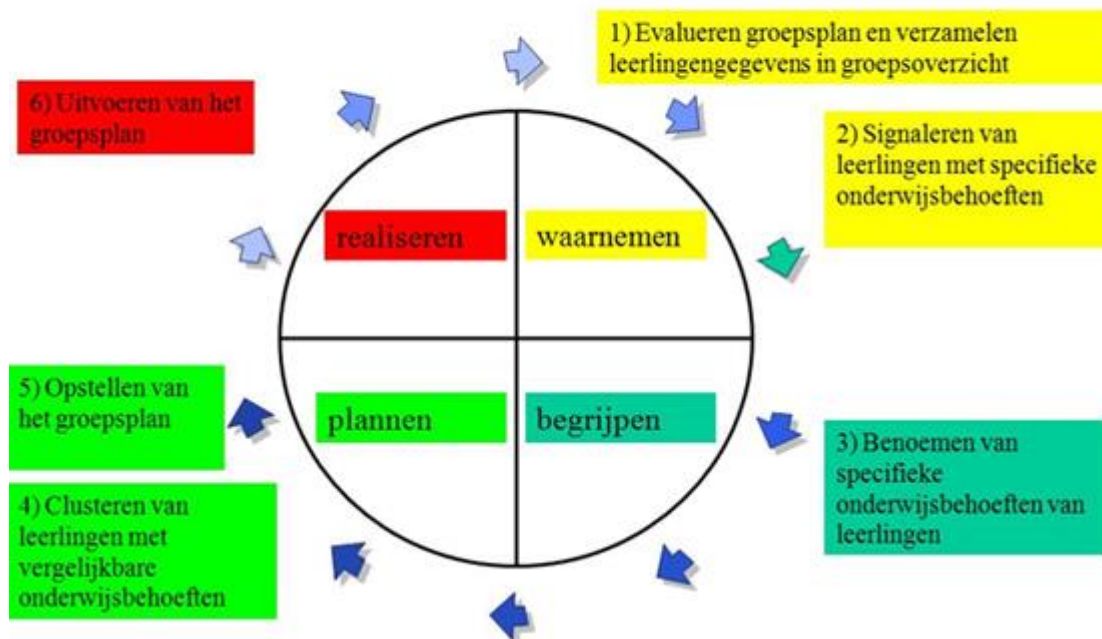 1) Evalueren groepsplan en verzamelen
leerlingengegevens in groepsoverzicht
2) Signaleren van
leerlingen met specifieke
onderwijsbehoeften
3) Benoemen van
specifieke
onderwijsbehoeften van
leerlingen
4) Clusteren van
leerlingen met
vergelijkbare
onderwijsbehoeften
5) Opstellen van
het groepsplan
6) Uitvoeren van het
groepsplan
realiseren
waarnemen
plannen
begrijpen